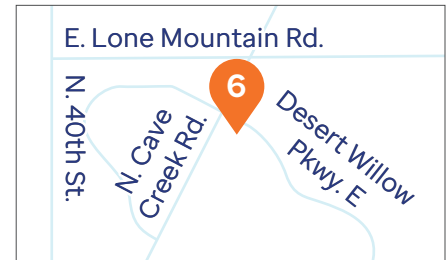 E. Lone Mountain Rd.
N. 40th St.
N. Cave
Creek Rd.
6
Desert Willow
Pkwy. E